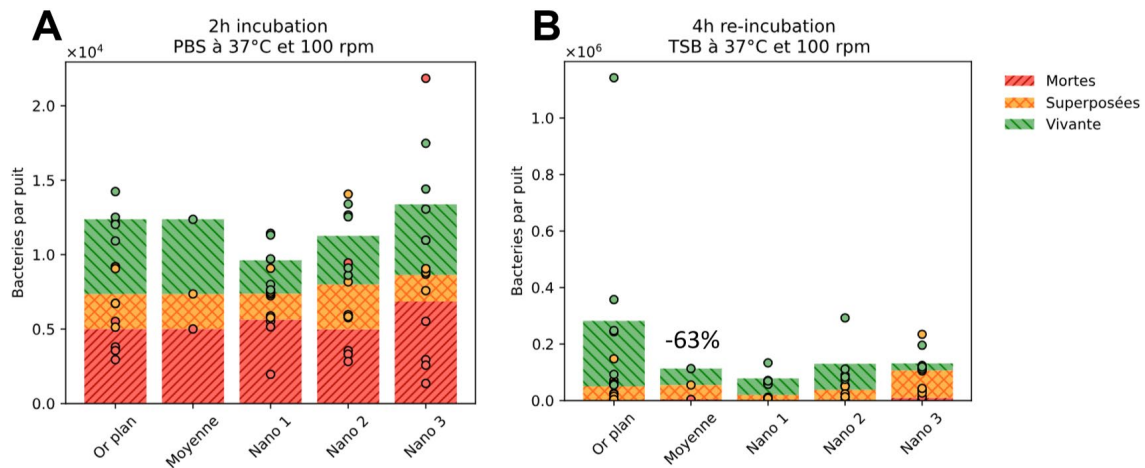 A
2h incubation
PBS à 37°C et 100 rpm
×10⁴
Bacteries par puit
2.0
1.5
1.0
0.5
0.0
Or plan
Moyenne
Nano 1
Nano 2
Nano 3
B
4h re-incubation
TSB à 37°C et 100 rpm
×10⁶
Bacteries par puit
1.0
0.8
0.6
0.4
0.2
0.0
-63%
Or plan
Moyenne
Nano 1
Nano 2
Nano 3
Mortes
Superposées
Vivante